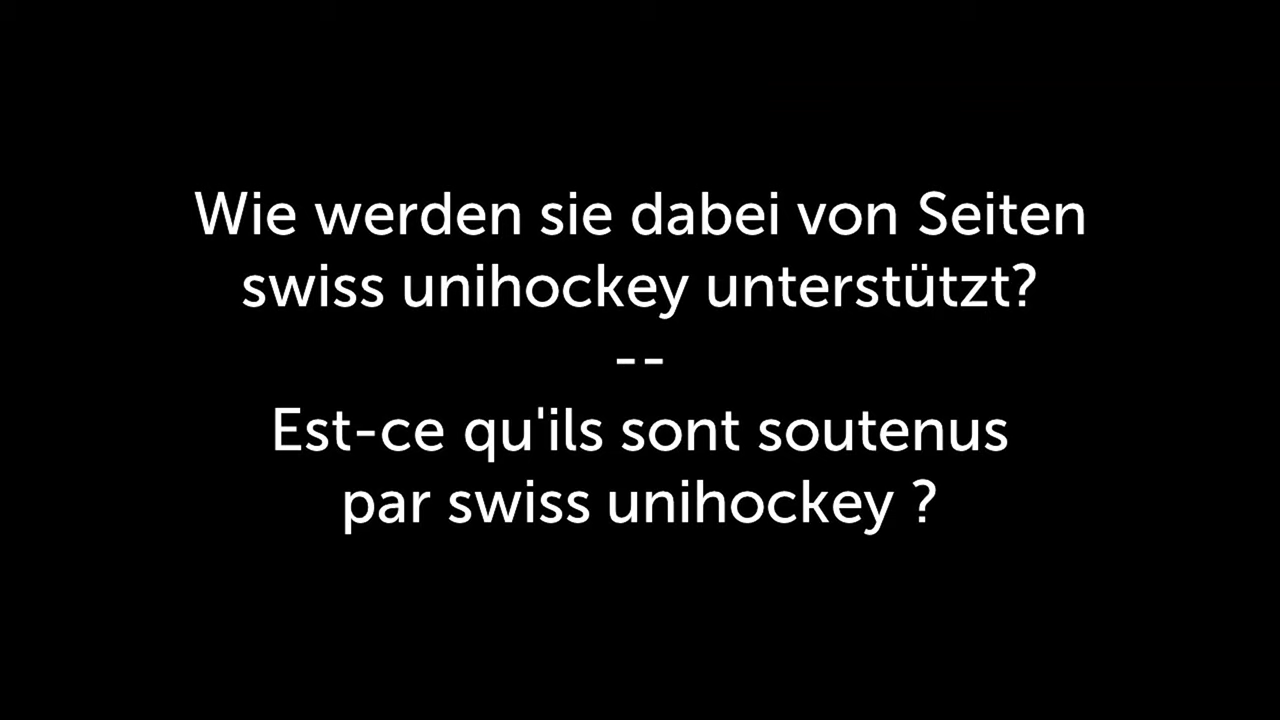 Wie werden sie dabei von Seiten
swiss unihockey unterstützt?
--
Est-ce qu'ils sont soutenus
par swiss unihockey ?